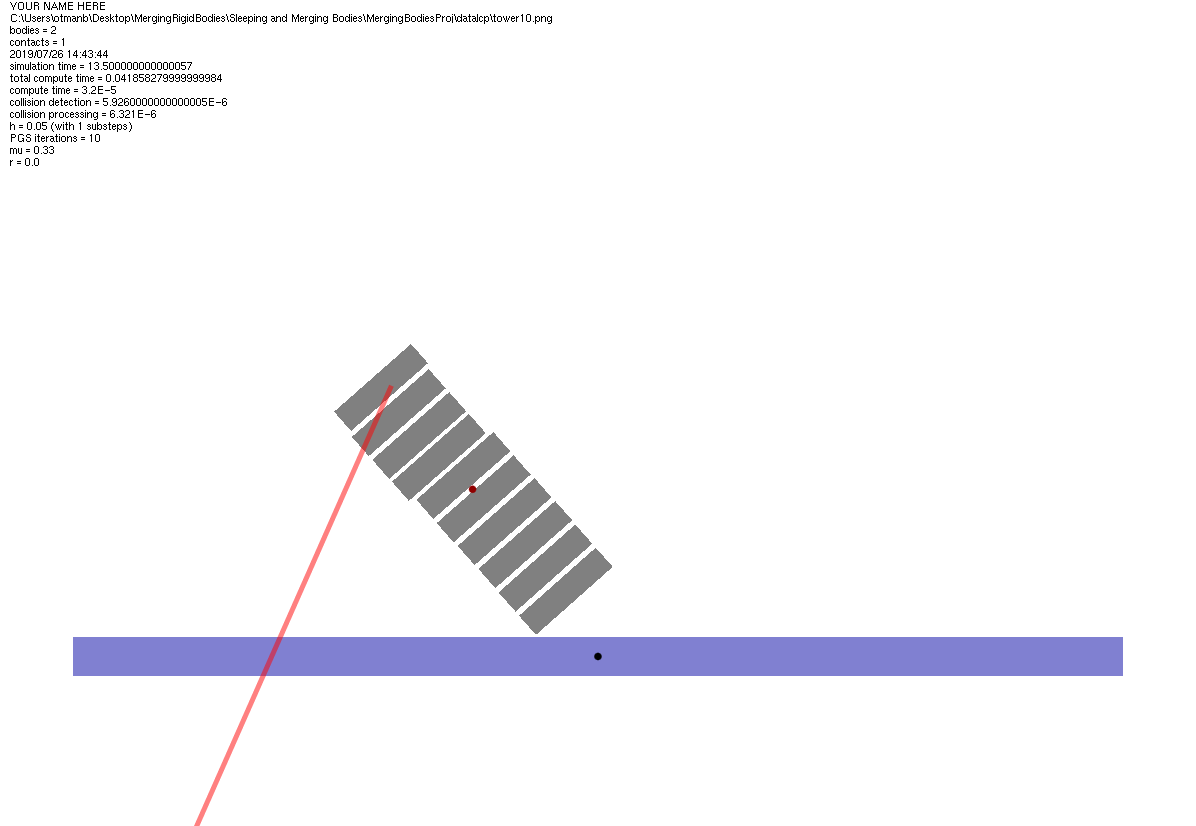 YOUR NAME HERE
C:\Users\otmanb\Desktop\MergingRigidBodies\Sleeping and Merging Bodies\MergingBodiesProj\datalcp\tower10.png
bodies = 2
contacts = 1
2019/07/26 14:43:44
simulation time = 13.500000000000057
total compute time = 0.041858279999999984
compute time = 3.2E-5
collision detection = 5.9260000000000005E-6
collision processing = 6.321E-6
h = 0.05 (with 1 substeps)
PGS iterations = 10
mu = 0.33
r = 0.0